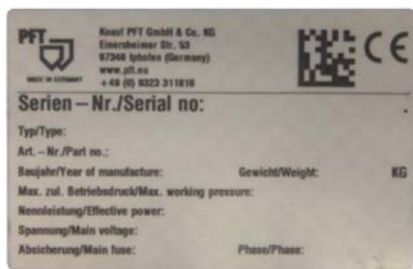 PFT
MADE IN GERMANY
Knauf PFT GmbH & Co. KG
Einersheimer Str. 53
97346 Iphofen (Germany)
www.pft.eu
+49 (0) 9323 311818
CE
Serien – Nr./Serial no:
Typ/Type:
Art. – Nr./Part no.:
Baujahr/Year of manufacture: Gewicht/Weight: KG
Max. zul. Betriebsdruck/Max. working pressure:
Nennleistung/Effective power:
Spannung/Main voltage:
Absicherung/Main fuse: Phase/Phase: